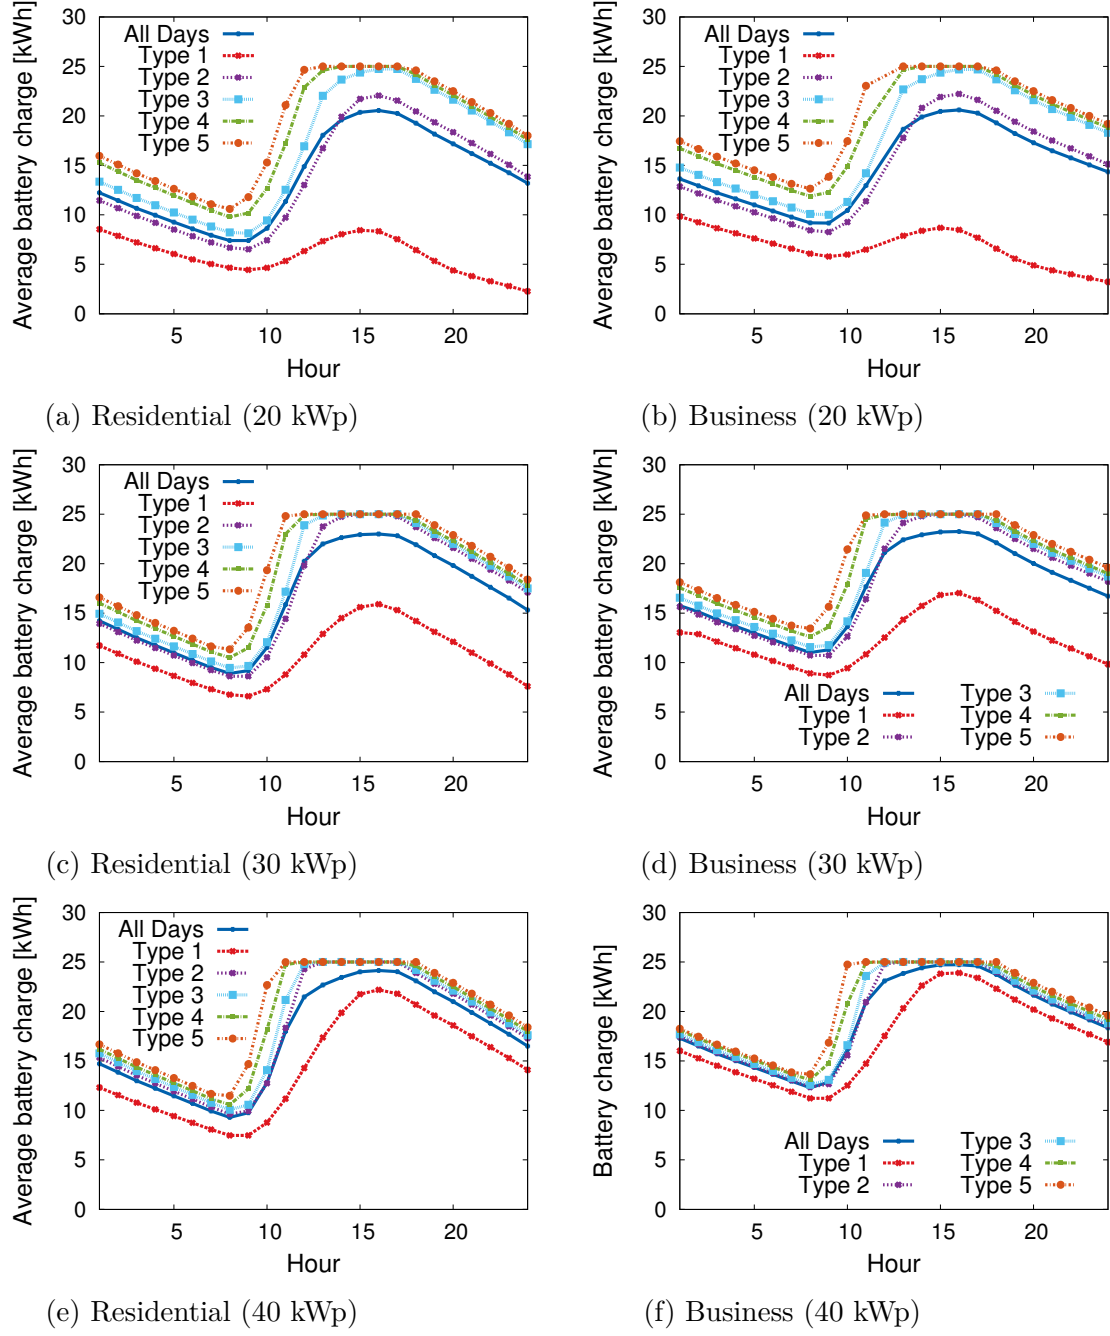 Average battery charge [kWh]
30
25
20
15
10
5
0
All Days
Type 1
Type 2
Type 3
Type 4
Type 5
5 10 15 20
Hour
(a) Residential (20 kWp)
Average battery charge [kWh]
30
25
20
15
10
5
0
All Days
Type 1
Type 2
Type 3
Type 4
Type 5
5 10 15 20
Hour
(b) Business (20 kWp)
Average battery charge [kWh]
30
25
20
15
10
5
0
All Days
Type 1
Type 2
Type 3
Type 4
Type 5
5 10 15 20
Hour
(c) Residential (30 kWp)
Average battery charge [kWh]
30
25
20
15
10
5
0
All Days Type 3
Type 1 Type 4
Type 2 Type 5
5 10 15 20
Hour
(d) Business (30 kWp)
Average battery charge [kWh]
30
25
20
15
10
5
0
All Days
Type 1
Type 2
Type 3
Type 4
Type 5
5 10 15 20
Hour
(e) Residential (40 kWp)
Battery charge [kWh]
30
25
20
15
10
5
0
All Days Type 3
Type 1 Type 4
Type 2 Type 5
5 10 15 20
Hour
(f) Business (40 kWp)